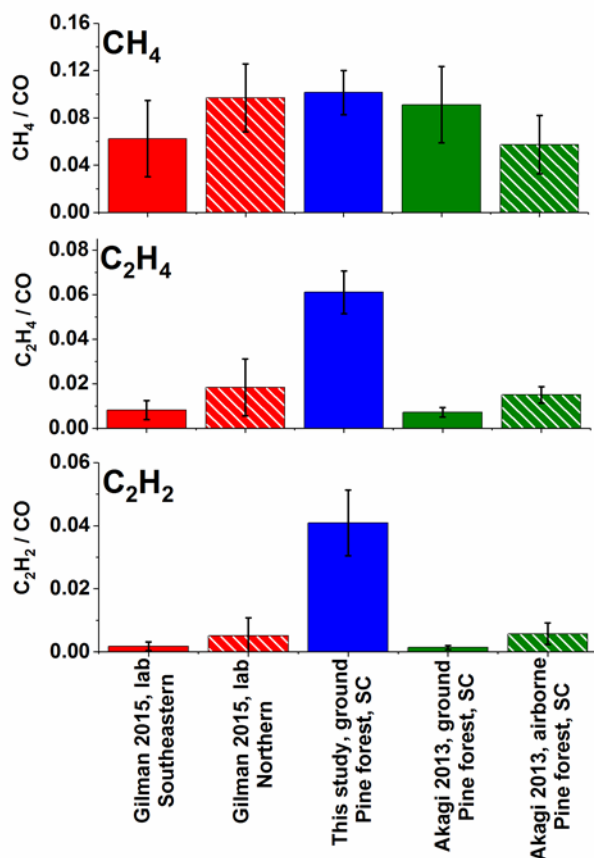 CH₄
CH₄ / CO
0.16
0.12
0.08
0.04
0.00
C₂H₄
C₂H₄ / CO
0.08
0.06
0.04
0.02
0.00
C₂H₂
C₂H₂ / CO
0.06
0.04
0.02
0.00
Gilman 2015, lab
Southeastern
Gilman 2015, lab
Northern
This study, ground
Pine forest, SC
Akagi 2013, ground
Pine forest, SC
Akagi 2013, airborne
Pine forest, SC